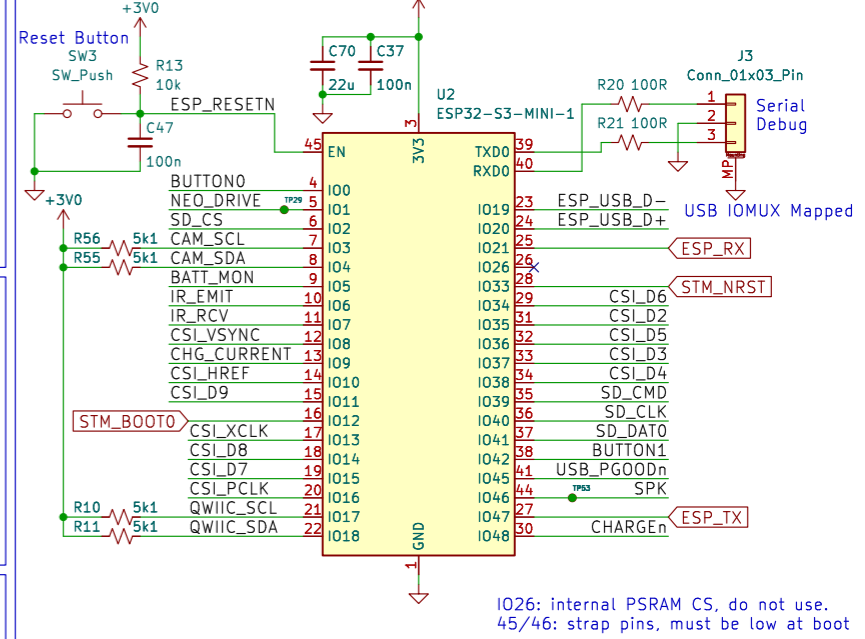 +3V0
Reset Button
SW3
SW_Push
R13
10k
ESP_RESETN
C47
100n
+3V0
C70
22u
C37
100n
U2
ESP32-S3-MINI-1
3
3V3
J3
Conn_01x03_Pin
R20 100R
R21 100R
1
2
3
MP
Serial
Debug
USB IOMUX Mapped
45 EN
BUTTON0 4 IO0
NEO_DRIVE TP29 5 IO1
SD_CS 6 IO2
R56 5k1 CAM_SCL 7 IO3
R55 5k1 CAM_SDA 8 IO4
BATT_MON 9 IO5
IR_EMIT 10 IO6
IR_RCV 11 IO7
CSI_VSYNC 12 IO8
CHG_CURRENT 13 IO9
CSI_HREF 14 IO10
CSI_D9 15 IO11
STM_BOOT0 16 IO12
CSI_XCLK 17 IO13
CSI_D8 18 IO14
CSI_D7 19 IO15
CSI_PCLK 20 IO16
R10 5k1 QWIIC_SCL 21 IO17
R11 5k1 QWIIC_SDA 22 IO18
TXD0 39
RXD0 40
IO19 23 ESP_USB_D-
IO20 24 ESP_USB_D+
IO21 25 ESP_RX
IO26 26
IO33 28 STM_NRST
IO34 29 CSI_D6
IO35 31 CSI_D2
IO36 32 CSI_D5
IO37 33 CSI_D3
IO38 34 CSI_D4
IO39 35 SD_CMD
IO40 36 SD_CLK
IO41 37 SD_DAT0
IO42 38 BUTTON1
IO45 41 USB_PGOODn
IO46 44 TP53 SPK
IO47 27 ESP_TX
IO48 30 CHARGEn
GND
1
IO26: internal PSRAM CS, do not use.
45/46: strap pins, must be low at boot